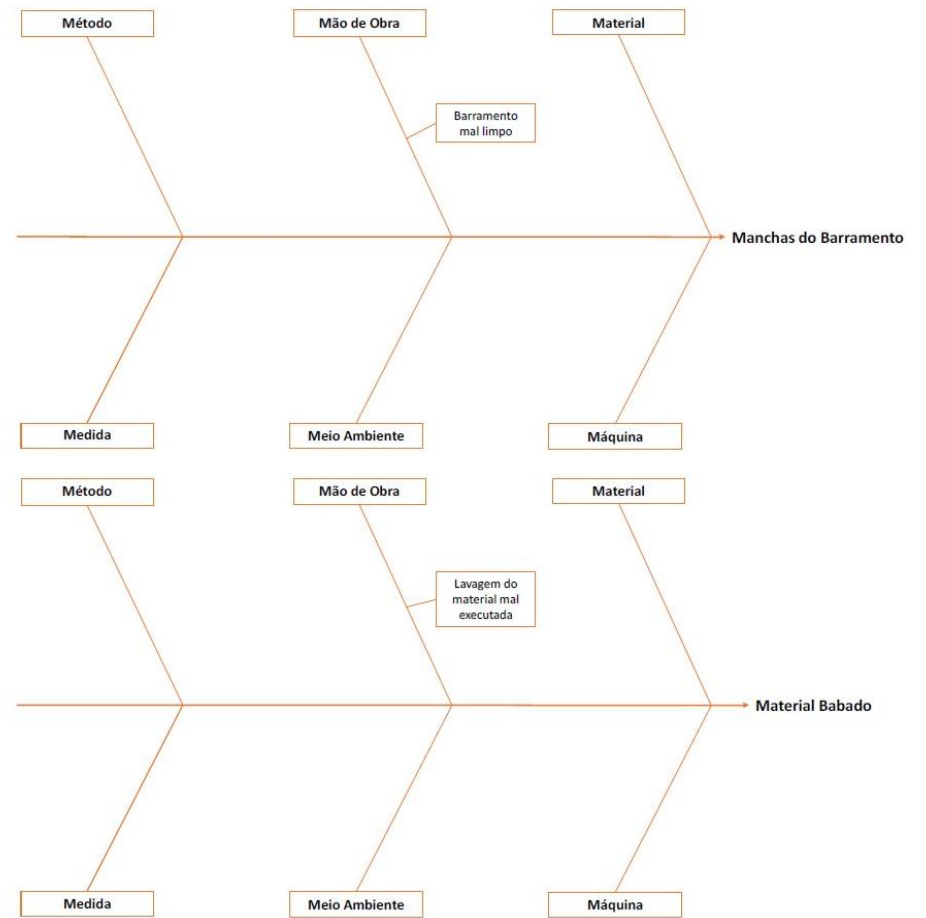 Método
Mão de Obra
Material
Barramento
mal limpo
Manchas do Barramento
Medida
Meio Ambiente
Máquina
Método
Mão de Obra
Material
Lavagem do
material mal
executada
Material Babado
Medida
Meio Ambiente
Máquina